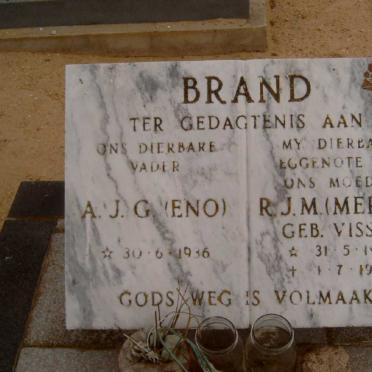 BRAND
TER GEDAGTENIS AAN
ONS DIERBARE MY DIERBA
VADER EGGENOTE
ONS MOED
A.J.G. (ENO) R.J.M. (MER
GEB. VISS
☆ 30·6·1936 ☆ 31·5·19
+ 1·7·19
GODS WEG IS VOLMAAK